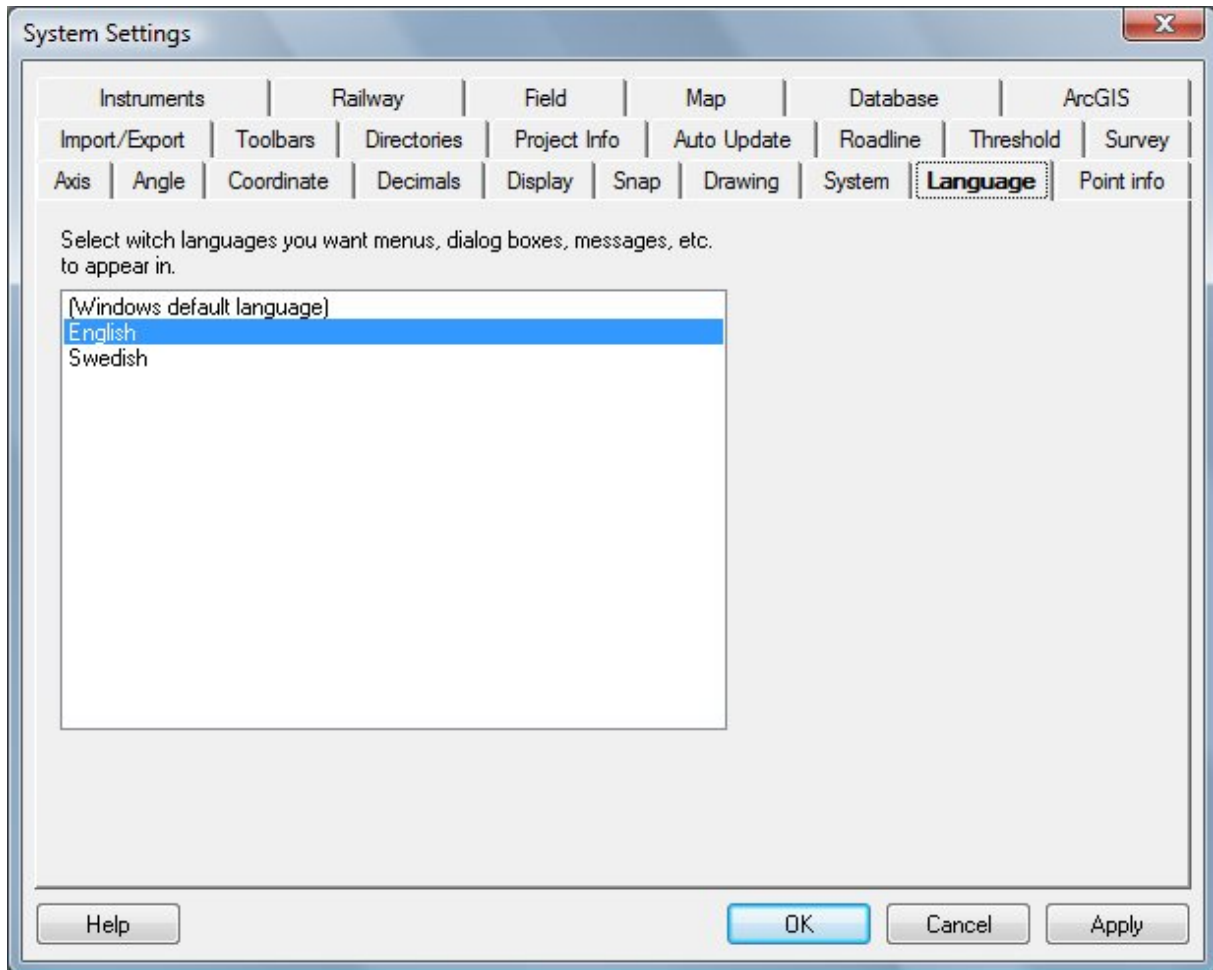 System Settings
Instruments Railway Field Map Database ArcGIS
Import/Export Toolbars Directories Project Info Auto Update Roadline Threshold Survey
Axis Angle Coordinate Decimals Display Snap Drawing System Language Point info
Select witch languages you want menus, dialog boxes, messages, etc.
to appear in.
(Windows default language)
English
Swedish
Help OK Cancel Apply